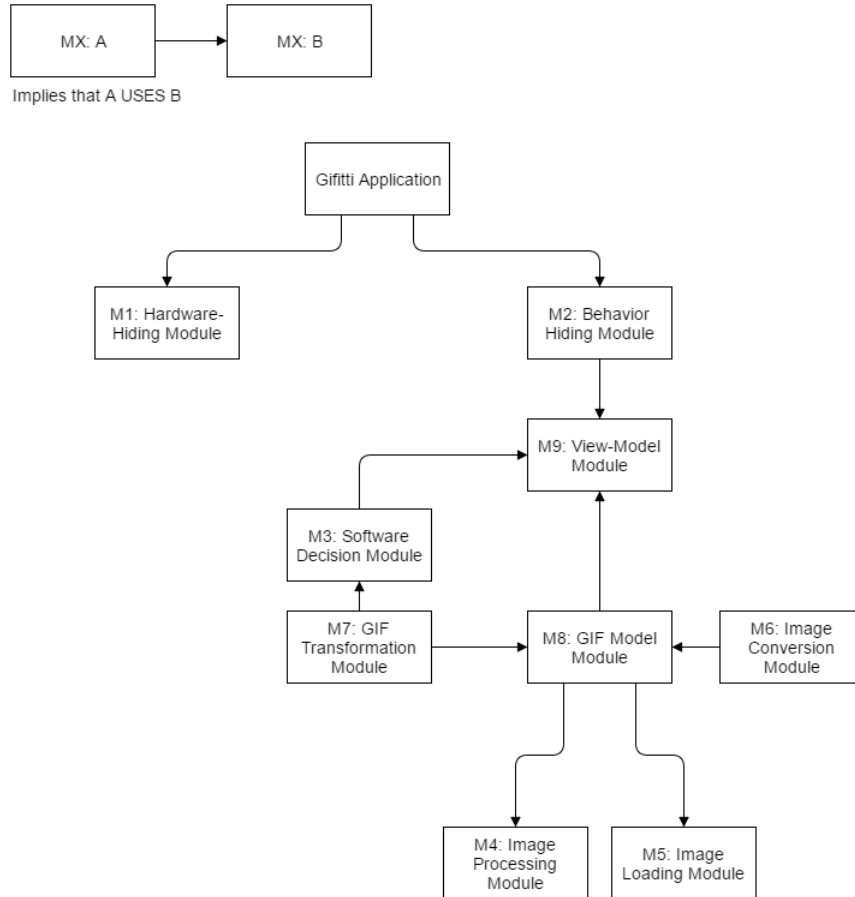 MX: A
MX: B
Implies that A USES B
Gifitti Application
M1: Hardware-
Hiding Module
M2: Behavior
Hiding Module
M9: View-Model
Module
M3: Software
Decision Module
M7: GIF
Transformation
Module
M8: GIF Model
Module
M6: Image
Conversion
Module
M4: Image
Processing
Module
M5: Image
Loading Module